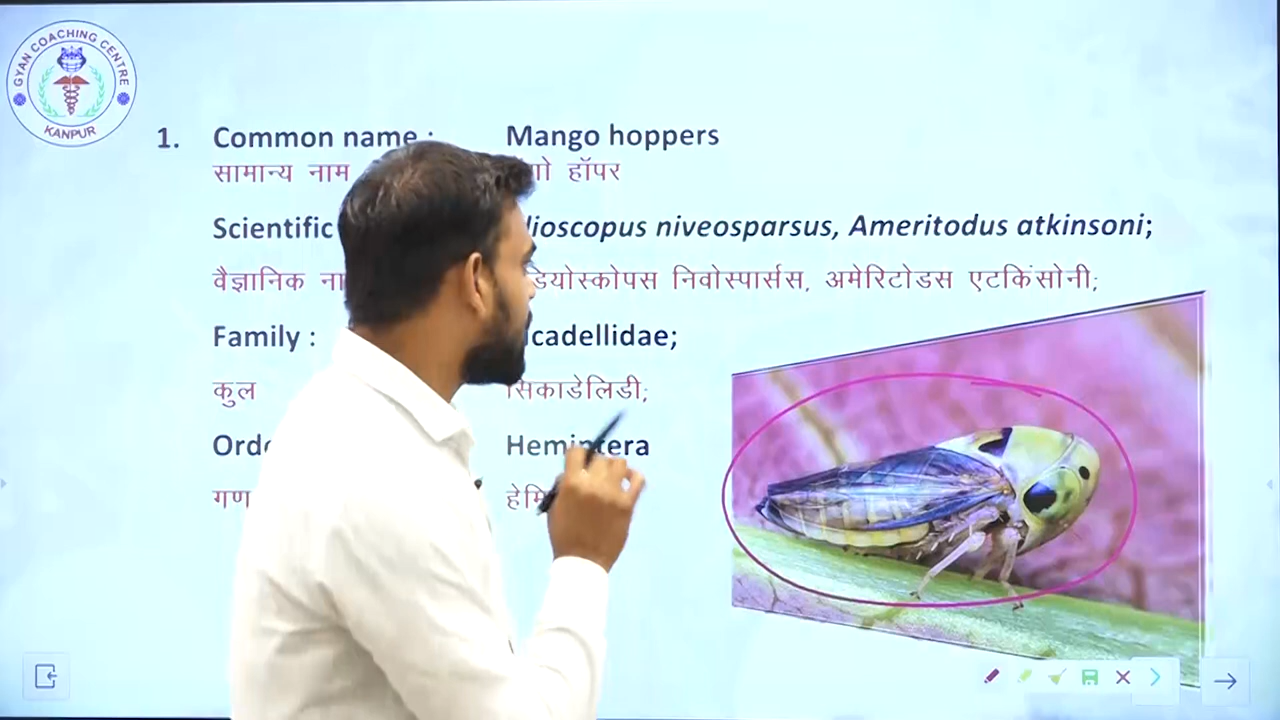 GYAN COACHING CENTRE
KANPUR
1. Common name : Mango hoppers
सामान्य नाम हॉपर
Scientific niveosparsus, Ameritodus atkinsoni;
वैज्ञानिक निवोस्पार्सस, अमेरिटोडस एटकिंसोनी;
Family :
कुल सिकाडेलिडी;
Hemiptera
गण